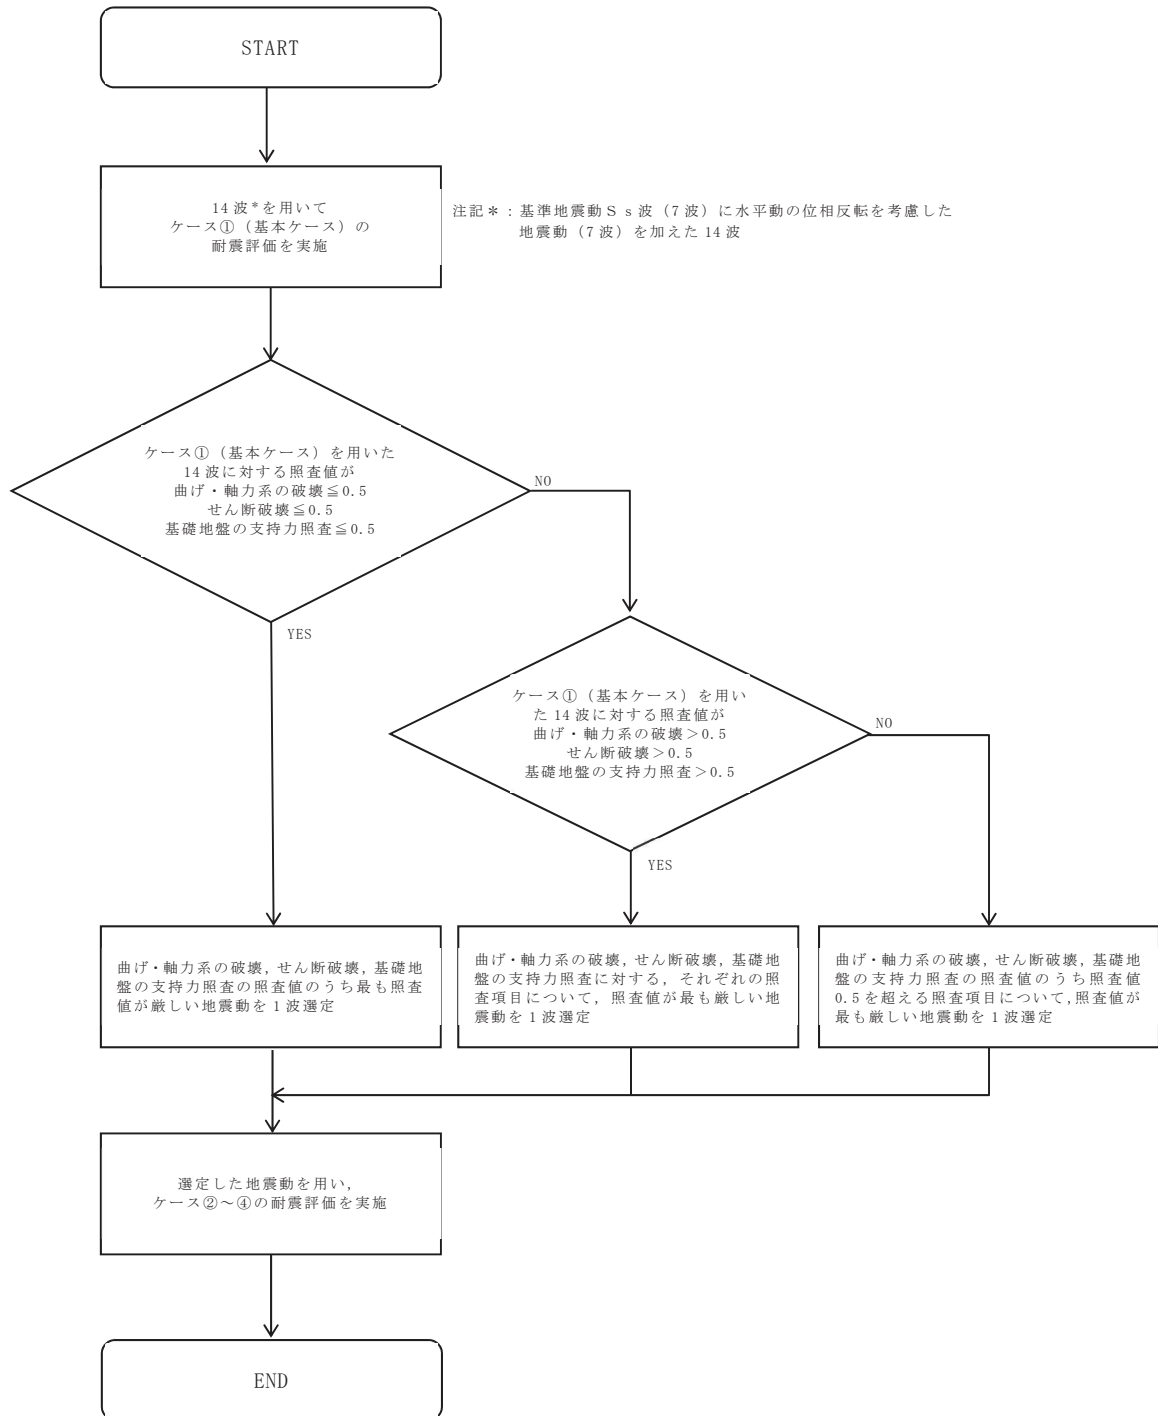 START
14 波*を用いて
ケース①（基本ケース）の
耐震評価を実施
注記＊：基準地震動Ｓｓ波（7 波）に水平動の位相反転を考慮した
地震動（7 波）を加えた 14 波
ケース①（基本ケース）を用いた
14 波に対する照査値が
曲げ・軸力系の破壊≦0.5
せん断破壊≦0.5
基礎地盤の支持力照査≦0.5
NO
YES
ケース①（基本ケース）を用い
た 14 波に対する照査値が
曲げ・軸力系の破壊＞0.5
せん断破壊＞0.5
基礎地盤の支持力照査＞0.5
NO
YES
曲げ・軸力系の破壊，せん断破壊，基礎地
盤の支持力照査の照査値のうち最も照査
値が厳しい地震動を 1 波選定
曲げ・軸力系の破壊，せん断破壊，基礎地
盤の支持力照査に対する，それぞれの照
査項目について，照査値が最も厳しい地
震動を 1 波選定
曲げ・軸力系の破壊，せん断破壊，基礎地
盤の支持力照査の照査値のうち照査値
0.5 を超える照査項目について，照査値が
最も厳しい地震動を 1 波選定
選定した地震動を用い，
ケース②～④の耐震評価を実施
END